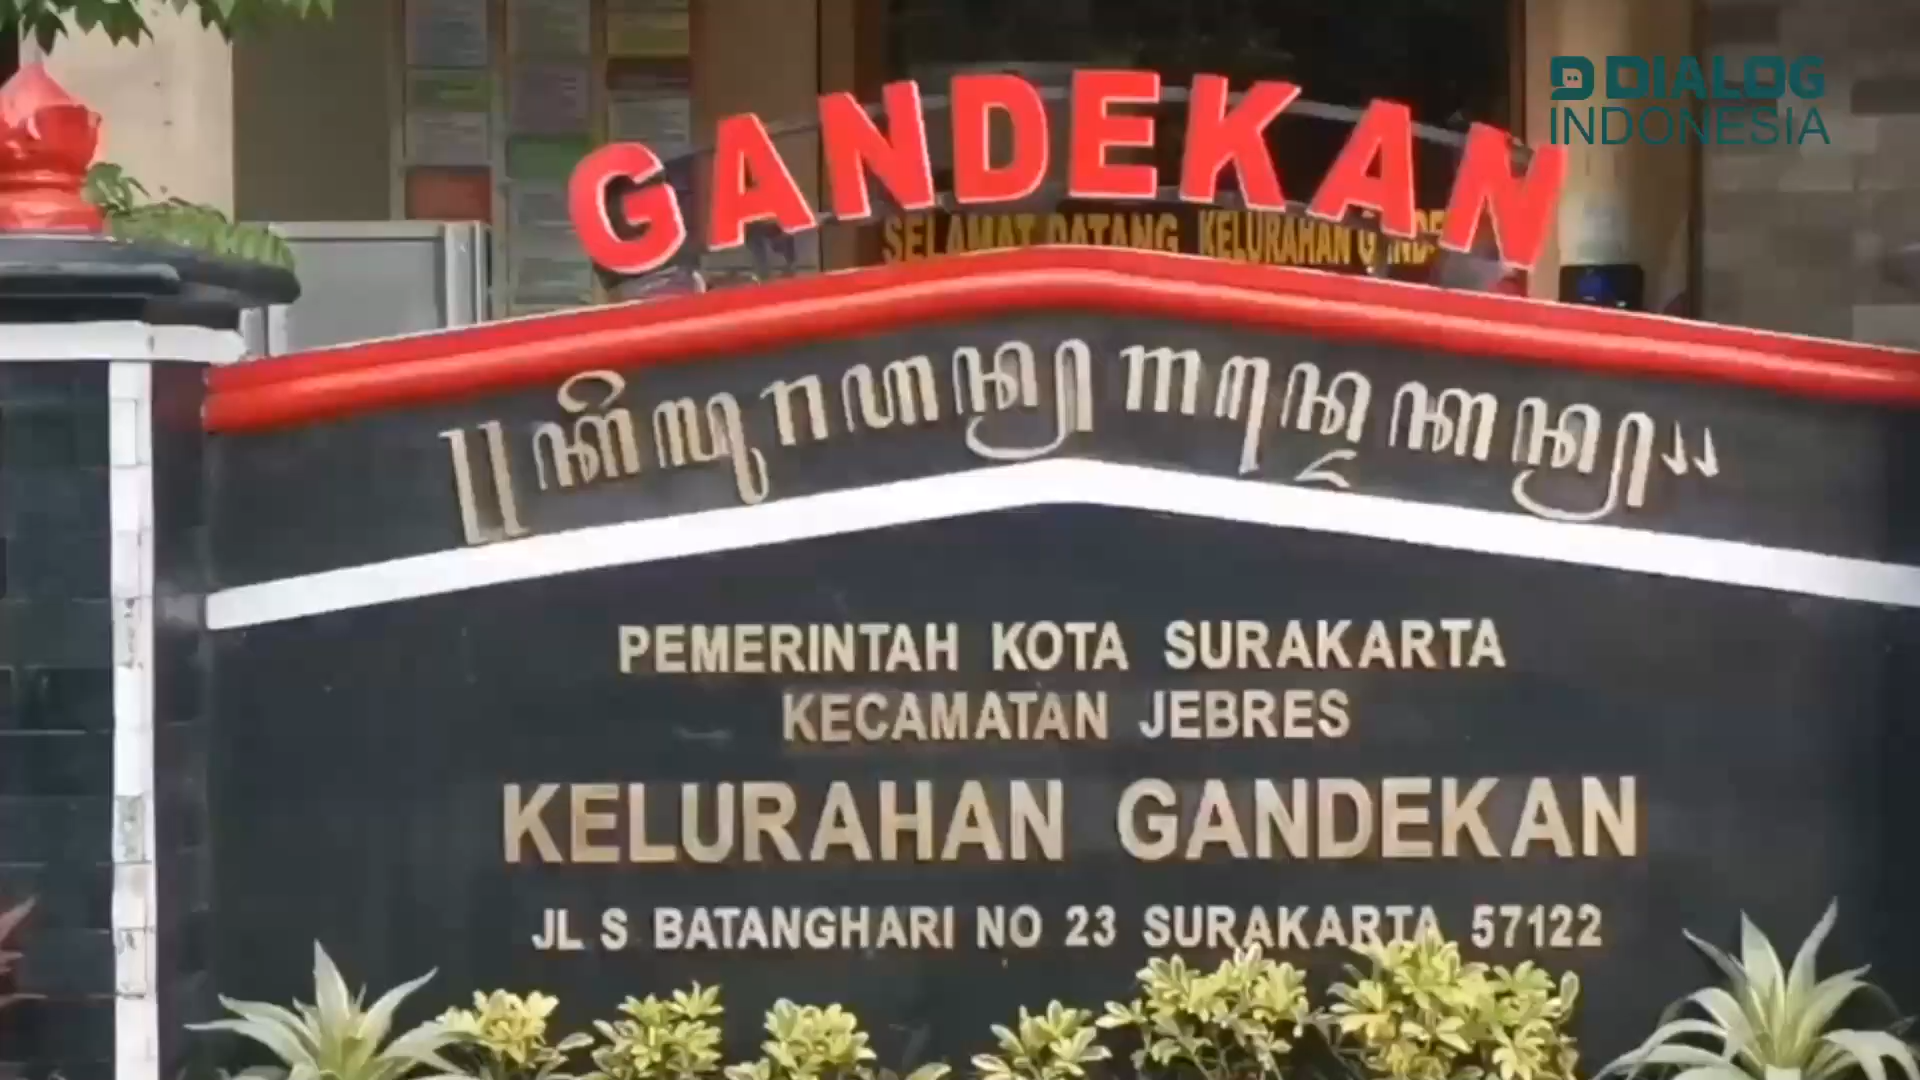 DIALOG
INDONESIA
GANDEKAN
SELAMAT DATANG KELURAHAN
PEMERINTAH KOTA SURAKARTA
KECAMATAN JEBRES
KELURAHAN GANDEKAN
JL S BATANGHARI NO 23 SURAKARTA 57122